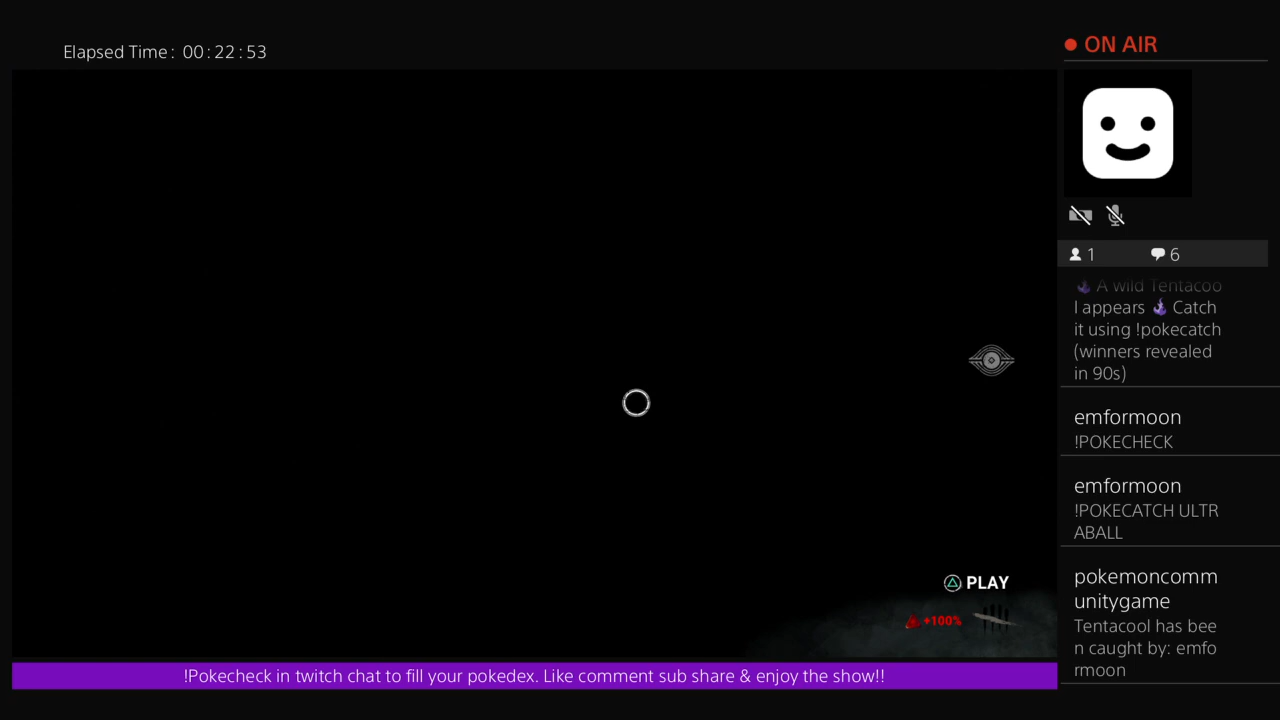 Elapsed Time: 00:22:53
ON AIR
1
6
A wild Tentacoo
l appears Catch
it using !pokecatch
(winners revealed
in 90s)
emformoon
!POKECHECK
emformoon
!POKECATCH ULTR
ABALL
pokemoncomm
unitygame
Tentacool has bee
n caught by: emfo
rmoon
PLAY
+100%
!Pokecheck in twitch chat to fill your pokedex. Like comment sub share & enjoy the show!!